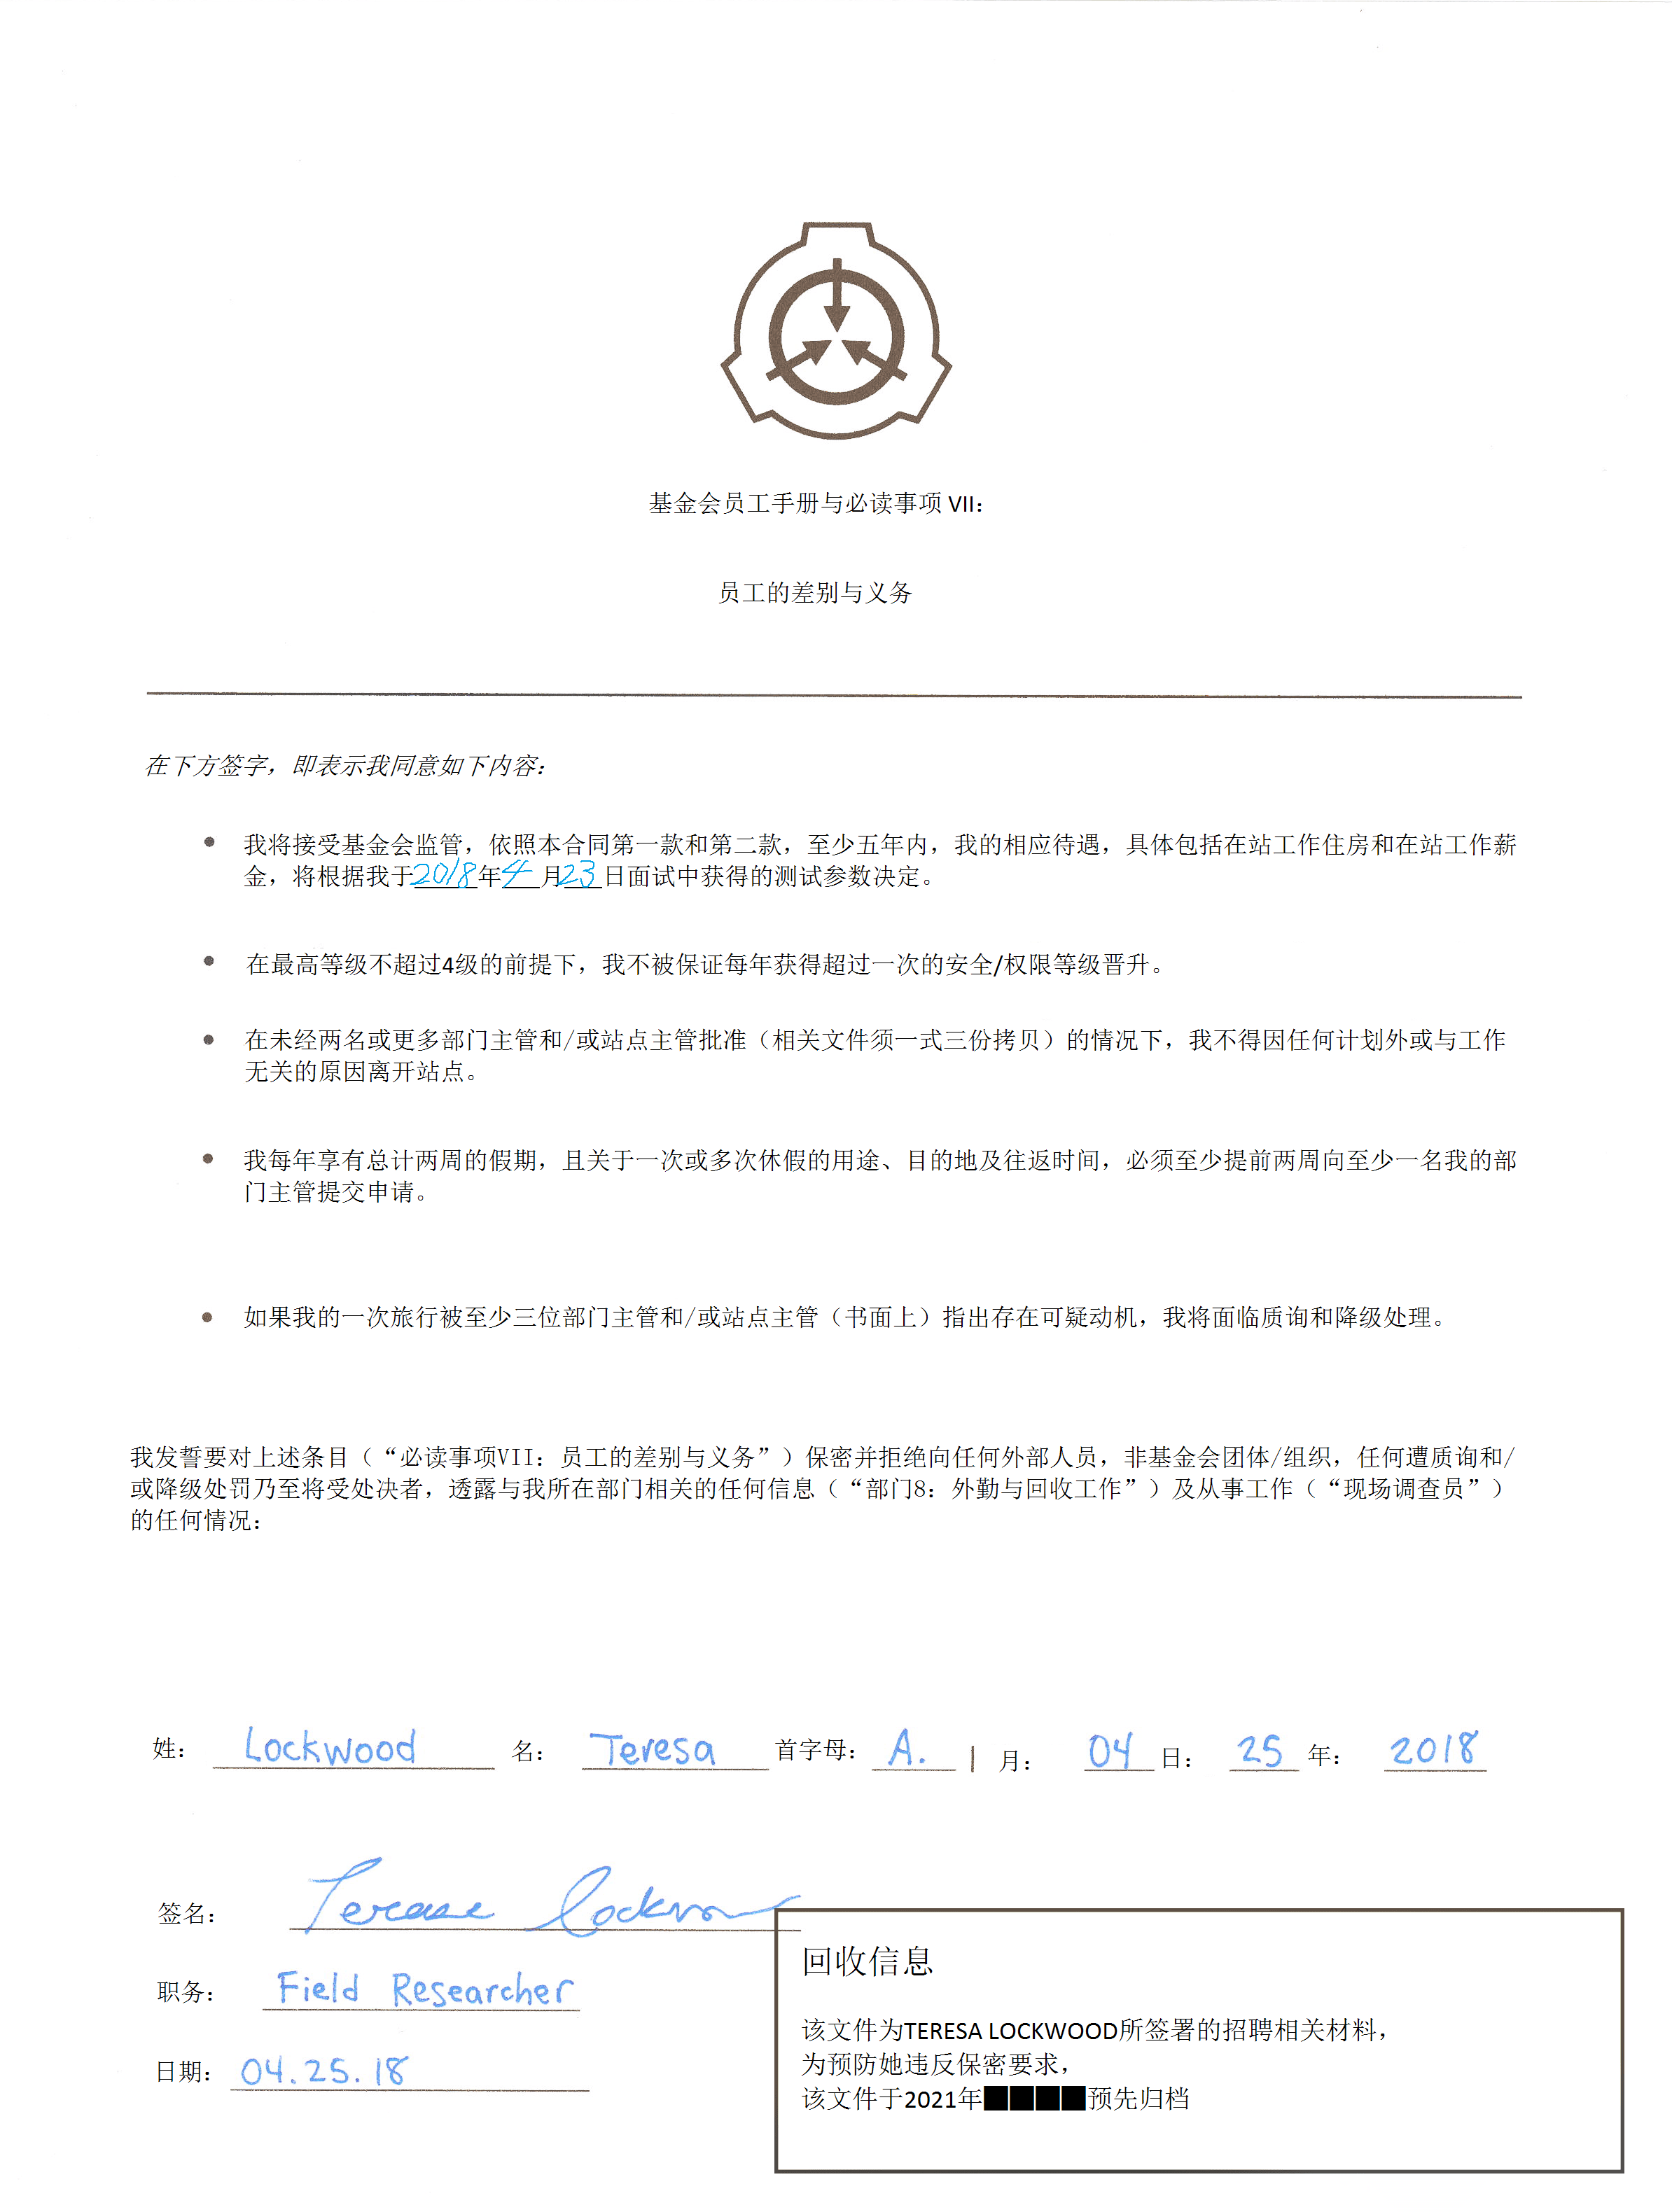 基金会员工手册与必读事项 VII：
员工的差别与义务
在下方签字，即表示我同意如下内容：
● 我将接受基金会监管，依照本合同第一款和第二款，至少五年内，我的相应待遇，具体包括在站工作住房和在站工作薪
金，将根据我于2018年4月23日面试中获得的测试参数决定。
● 在最高等级不超过4级的前提下，我不被保证每年获得超过一次的安全/权限等级晋升。
● 在未经两名或更多部门主管和/或站点主管批准（相关文件须一式三份拷贝）的情况下，我不得因任何计划外或与工作
无关的原因离开站点。
● 我每年享有总计两周的假期，且关于一次或多次休假的用途、目的地及往返时间，必须至少提前两周向至少一名我的部
门主管提交申请。
● 如果我的一次旅行被至少三位部门主管和/或站点主管（书面上）指出存在可疑动机，我将面临质询和降级处理。
我发誓要对上述条目（“必读事项VII：员工的差别与义务”）保密并拒绝向任何外部人员，非基金会团体/组织，任何遭质询和/
或降级处罚乃至将受处决者，透露与我所在部门相关的任何信息（“部门8：外勤与回收工作”）及从事工作（“现场调查员”）
的任何情况：
姓： Lockwood 名： Teresa 首字母： A. | 月： 04 日： 25 年： 2018
签名： Terease Lockwo
职务： Field Researcher
日期： 04.25.18
回收信息
该文件为TERESA LOCKWOOD所签署的招聘相关材料，
为预防她违反保密要求，
该文件于2021年████预先归档